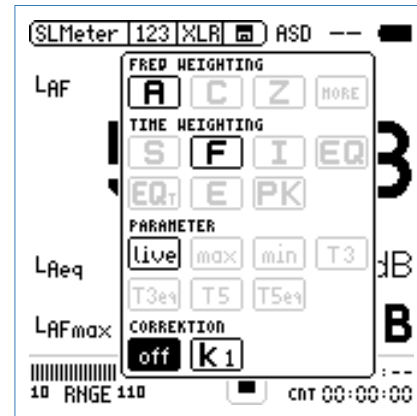 SLMeter 123 XLR ASD --
FREQ WEIGHTING
LAF
A C Z MORE
TIME WEIGHTING
S F I EQ
EQT E PK
PARAMETER
live max min T3
LAeq dB
T3eq T5 T5eq
LAFmax CORREKTION
off K1
10 RNGE 110 CNT 00:00:00